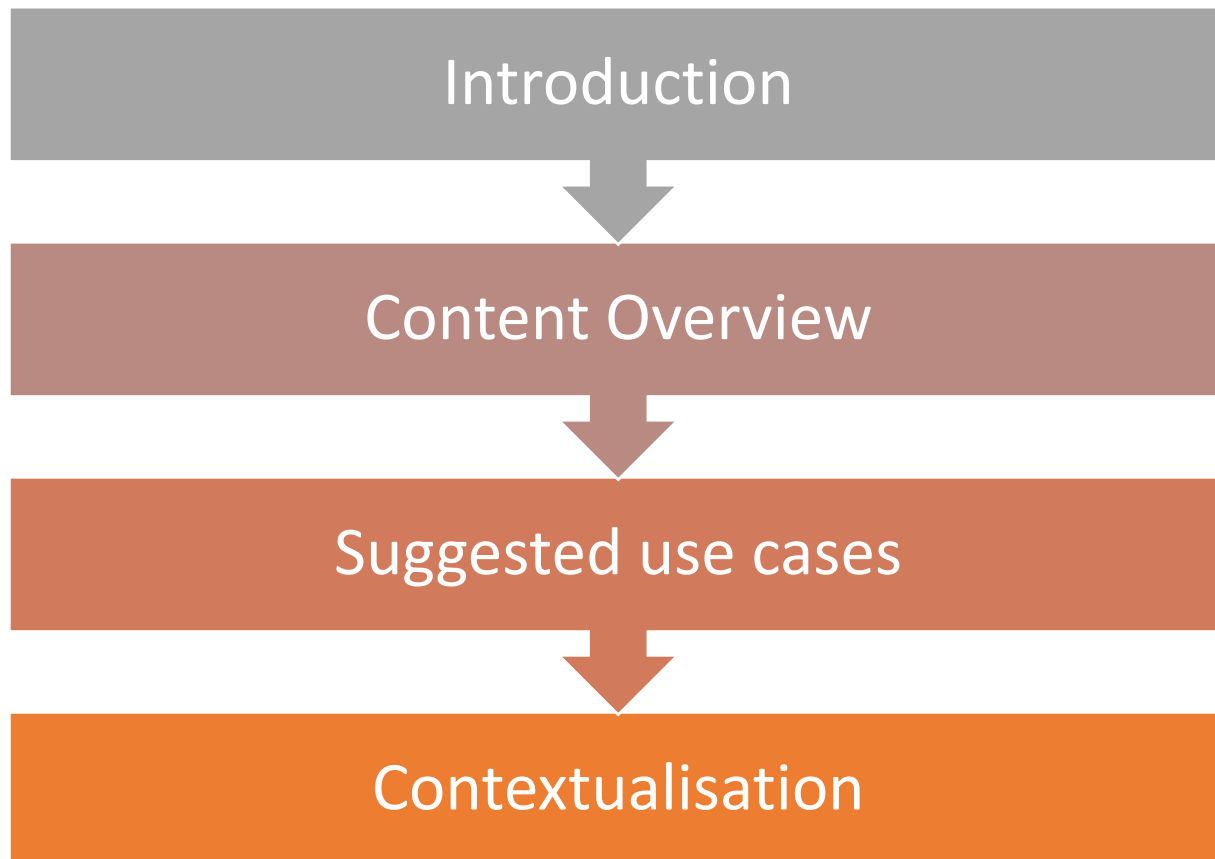 Introduction
Content Overview
Suggested use cases
Contextualisation